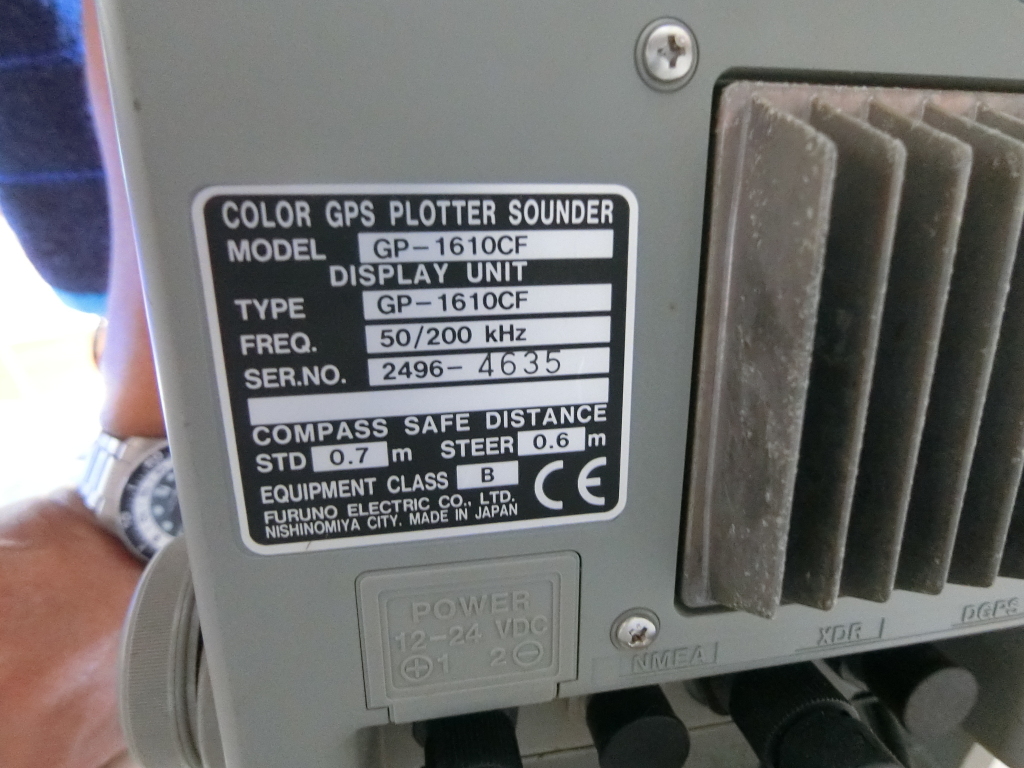 COLOR GPS PLOTTER SOUNDER
MODEL GP-1610CF
DISPLAY UNIT
TYPE GP-1610CF
FREQ. 50/200 kHz
SER.NO. 2496-4635
COMPASS SAFE DISTANCE
STD 0.7 m STEER 0.6 m
EQUIPMENT CLASS B
FURUNO ELECTRIC CO., LTD.
NISHINOMIYA CITY. MADE IN JAPAN
CE
POWER
12-24 VDC
⊕1 2⊖
NMEA
XDR
DGPS